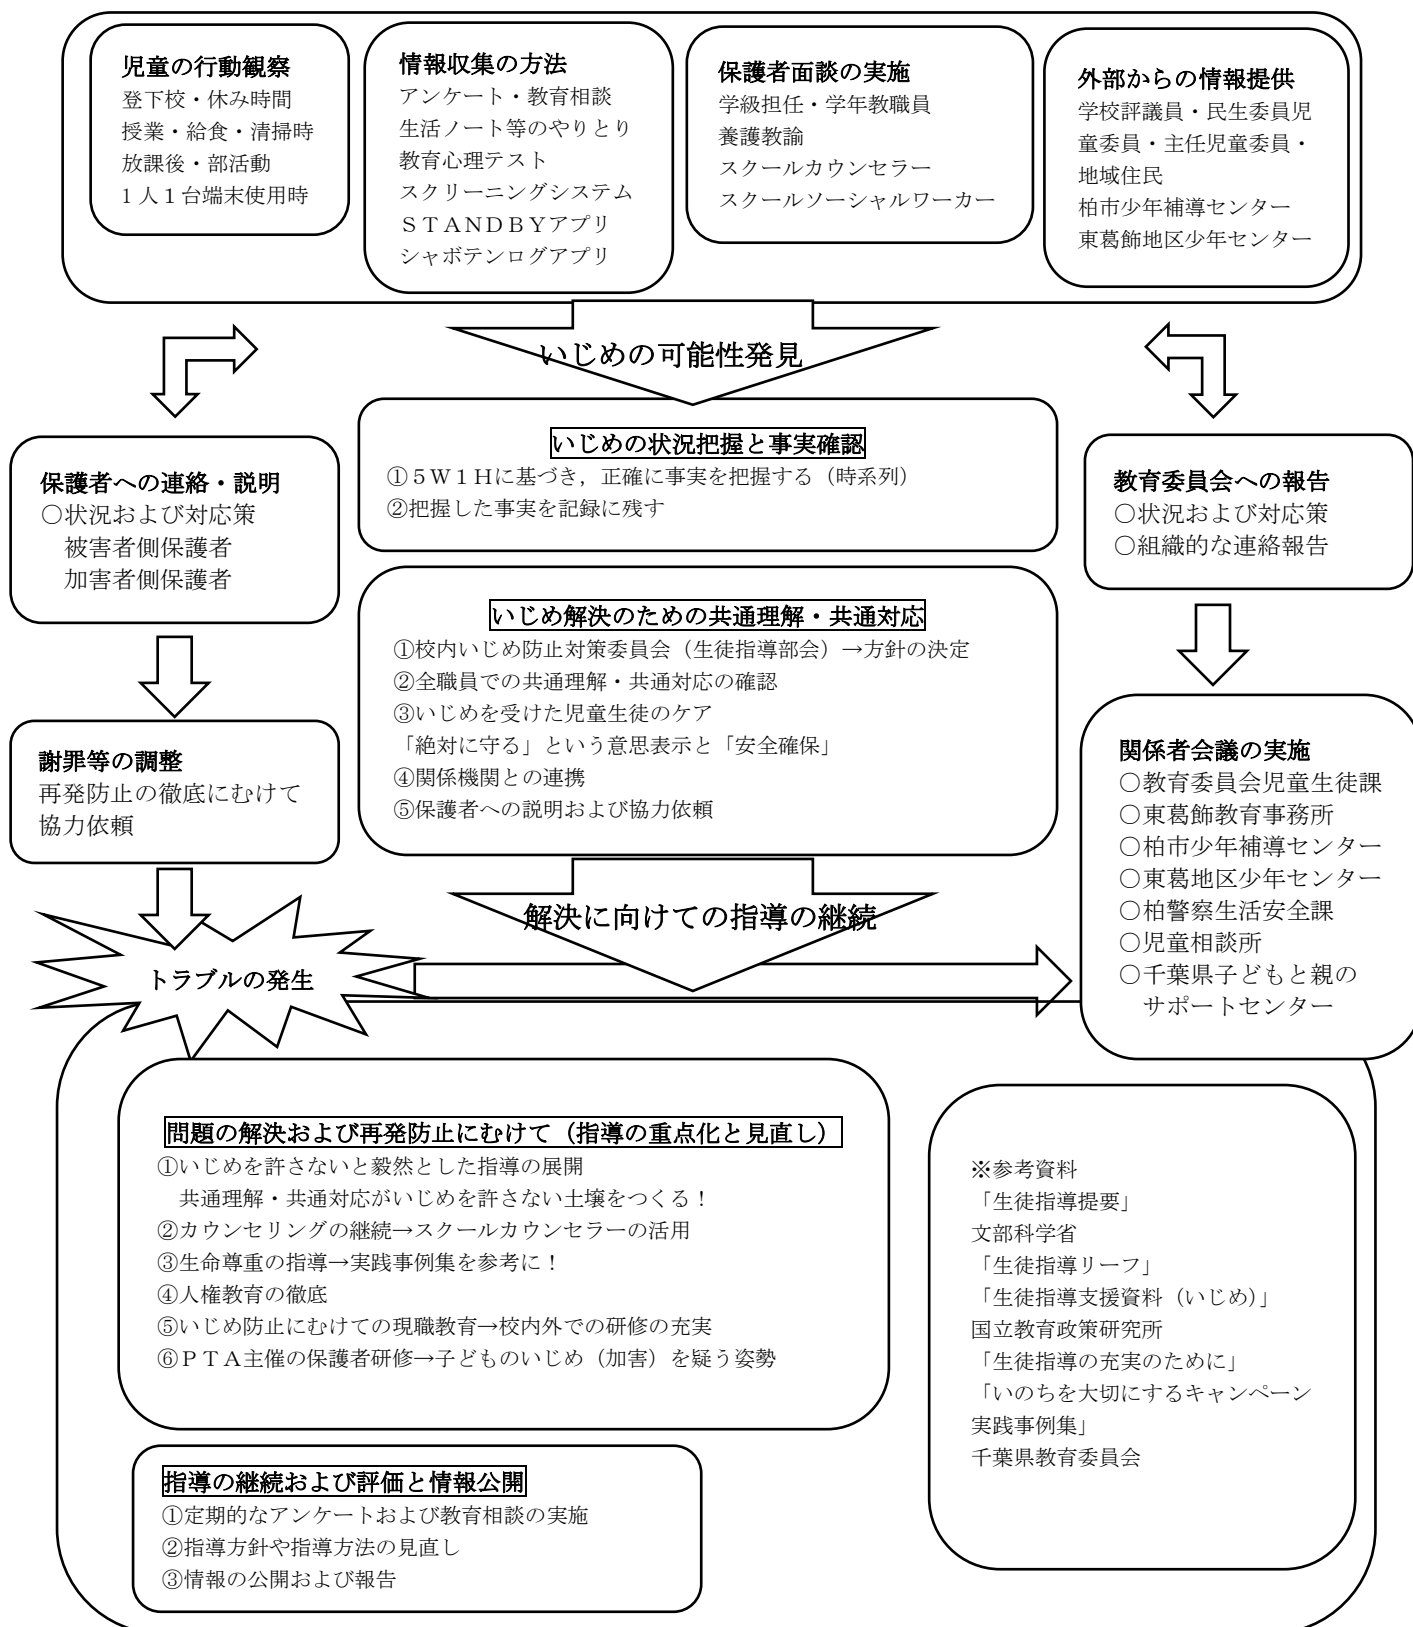 児童の行動観察
登下校・休み時間
授業・給食・清掃時
放課後・部活動
1人１台端末使用時
情報収集の方法
アンケート・教育相談
生活ノート等のやりとり
教育心理テスト
スクリーニングシステム
ＳＴＡＮＤＢＹアプリ
シャボテンログアプリ
保護者面談の実施
学級担任・学年教職員
養護教諭
スクールカウンセラー
スクールソーシャルワーカー
外部からの情報提供
学校評議員・民生委員児
童委員・主任児童委員・
地域住民
柏市少年補導センター
東葛飾地区少年センター
いじめの可能性発見
いじめの状況把握と事実確認
①５Ｗ１Ｈに基づき，正確に事実を把握する（時系列）
②把握した事実を記録に残す
保護者への連絡・説明
○状況および対応策
被害者側保護者
加害者側保護者
教育委員会への報告
○状況および対応策
○組織的な連絡報告
いじめ解決のための共通理解・共通対応
①校内いじめ防止対策委員会（生徒指導部会）→方針の決定
②全職員での共通理解・共通対応の確認
③いじめを受けた児童生徒のケア
「絶対に守る」という意思表示と「安全確保」
④関係機関との連携
⑤保護者への説明および協力依頼
謝罪等の調整
再発防止の徹底にむけて
協力依頼
関係者会議の実施
○教育委員会児童生徒課
○東葛飾教育事務所
○柏市少年補導センター
○東葛地区少年センター
○柏警察生活安全課
○児童相談所
○千葉県子どもと親の
サポートセンター
解決に向けての指導の継続
トラブルの発生
問題の解決および再発防止にむけて（指導の重点化と見直し）
①いじめを許さないと毅然とした指導の展開
共通理解・共通対応がいじめを許さない土壌をつくる！
②カウンセリングの継続→スクールカウンセラーの活用
③生命尊重の指導→実践事例集を参考に！
④人権教育の徹底
⑤いじめ防止にむけての現職教育→校内外での研修の充実
⑥ＰＴＡ主催の保護者研修→子どものいじめ（加害）を疑う姿勢
※参考資料
「生徒指導提要」
文部科学省
「生徒指導リーフ」
「生徒指導支援資料（いじめ）」
国立教育政策研究所
「生徒指導の充実のために」
「いのちを大切にするキャンペーン
実践事例集」
千葉県教育委員会
指導の継続および評価と情報公開
①定期的なアンケートおよび教育相談の実施
②指導方針や指導方法の見直し
③情報の公開および報告